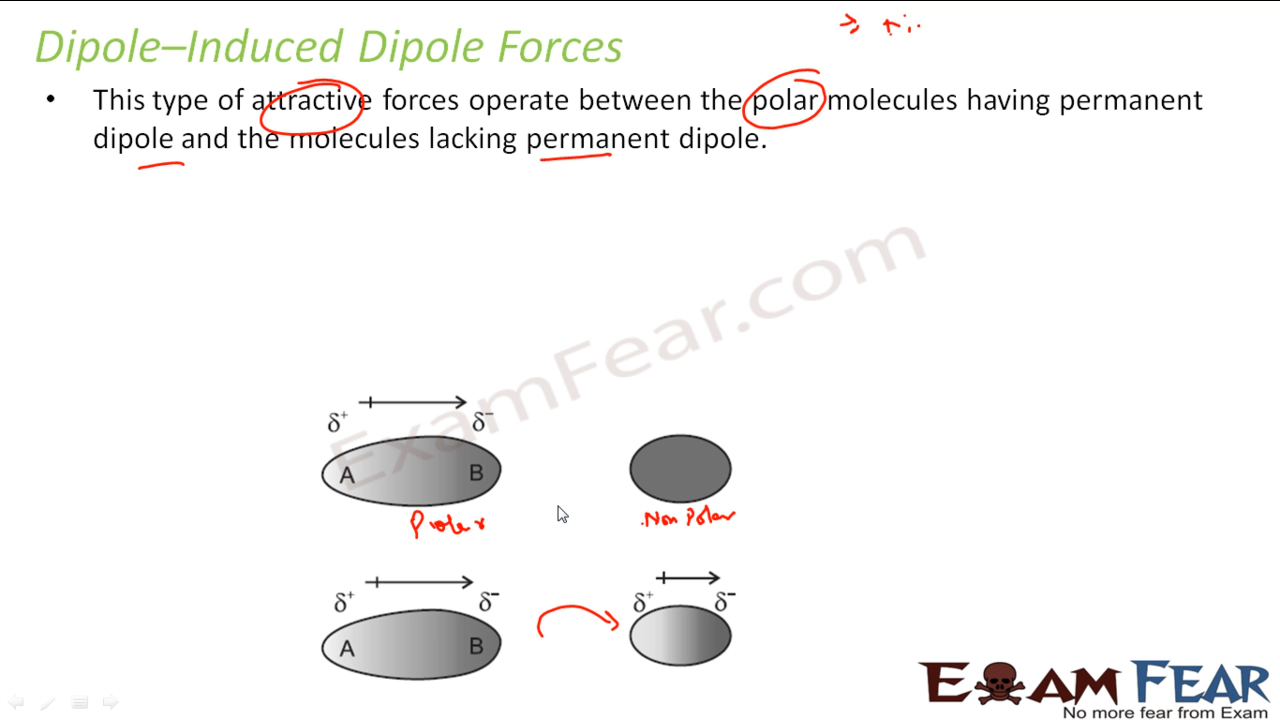 Dipole–Induced Dipole Forces
• This type of attractive forces operate between the polar molecules having permanent
dipole and the molecules lacking permanent dipole.
ExamFear.com
δ⁺ δ⁻
A B
Polar Non Polar
δ⁺ δ⁻ δ⁺ δ⁻
A B
EXAM FEAR
No more fear from Exam